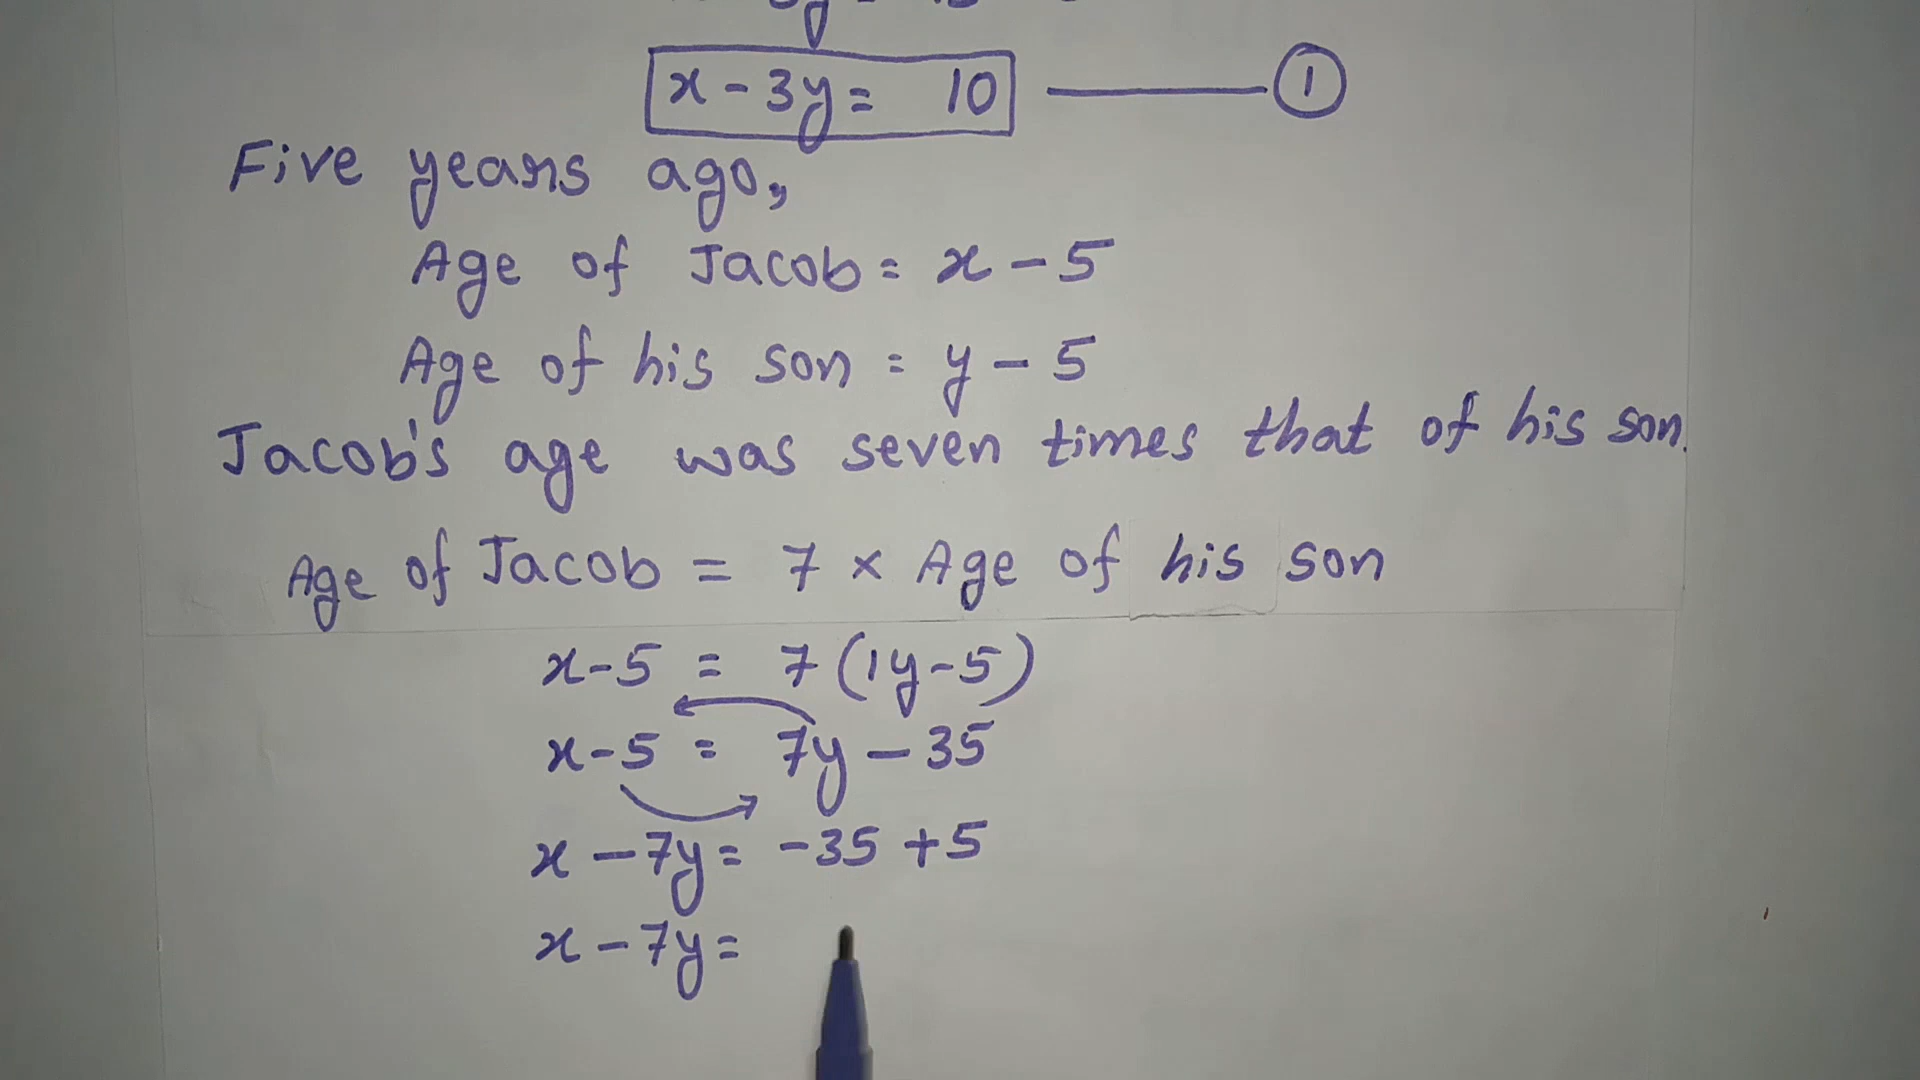 x - 3y = 10 ①
Five years ago,
Age of Jacob = x - 5
Age of his son = y - 5
Jacob's age was seven times that of his son.
Age of Jacob = 7 × Age of his son
x - 5 = 7 (1y - 5)
x - 5 = 7y - 35
x - 7y = -35 + 5
x - 7y =